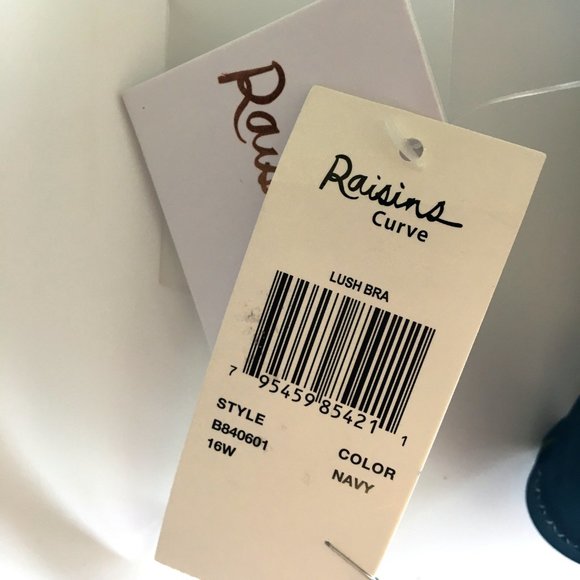 Raisins
Curve
LUSH BRA
7 95459 85421 1
STYLE
B840601
16W
COLOR
NAVY